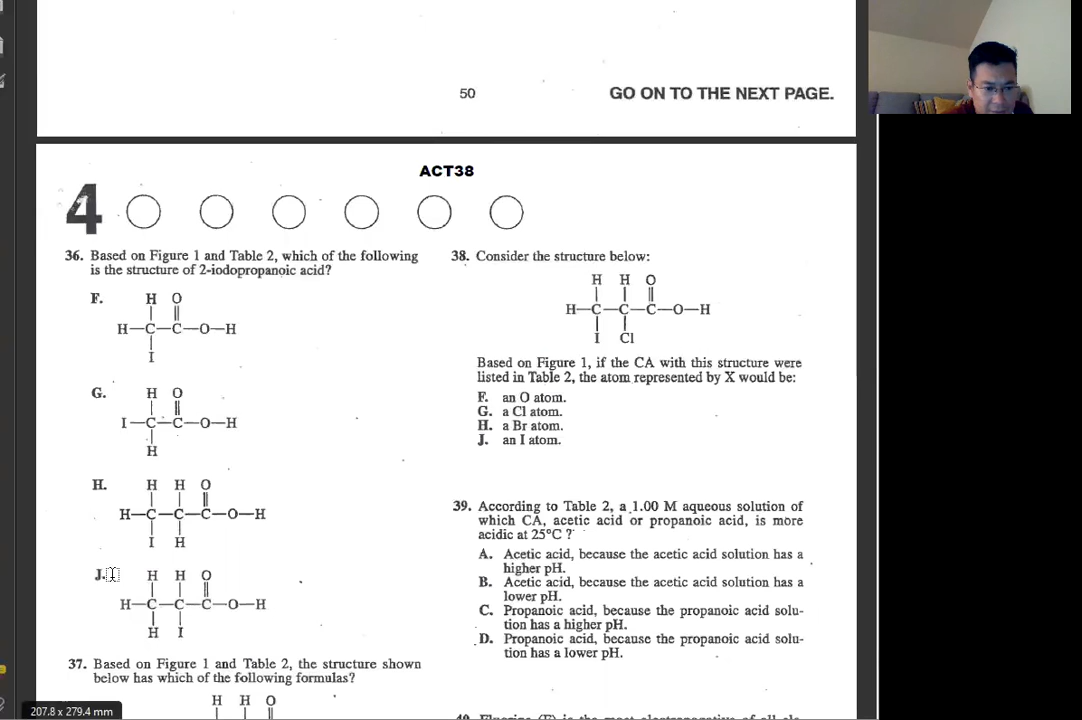 50
GO ON TO THE NEXT PAGE.
ACT38
4
36. Based on Figure 1 and Table 2, which of the following
is the structure of 2-iodopropanoic acid?
F.
H O
H—C—C—O—H
I
G.
H O
I—C—C—O—H
H
H.
H H O
H—C—C—C—O—H
I H
J.
H H O
H—C—C—C—O—H
H I
37. Based on Figure 1 and Table 2, the structure shown
below has which of the following formulas?
H H O
38. Consider the structure below:
H H O
H—C—C—C—O—H
I Cl
Based on Figure 1, if the CA with this structure were
listed in Table 2, the atom represented by X would be:
F. an O atom.
G. a Cl atom.
H. a Br atom.
J. an I atom.
39. According to Table 2, a 1.00 M aqueous solution of
which CA, acetic acid or propanoic acid, is more
acidic at 25°C ?
A. Acetic acid, because the acetic acid solution has a
higher pH.
B. Acetic acid, because the acetic acid solution has a
lower pH.
C. Propanoic acid, because the propanoic acid solu-
tion has a higher pH.
D. Propanoic acid, because the propanoic acid solu-
tion has a lower pH.
207.8 x 279.4 mm